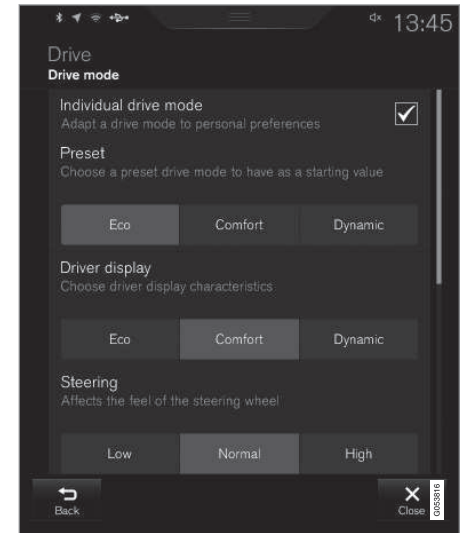 13:45
Drive
Drive mode
Individual drive mode
Adapt a drive mode to personal preferences
Preset
Choose a preset drive mode to have as a starting value
Eco Comfort Dynamic
Driver display
Choose driver display characteristics
Eco Comfort Dynamic
Steering
Affects the feel of the steering wheel
Low Normal High
Back Close
G053816